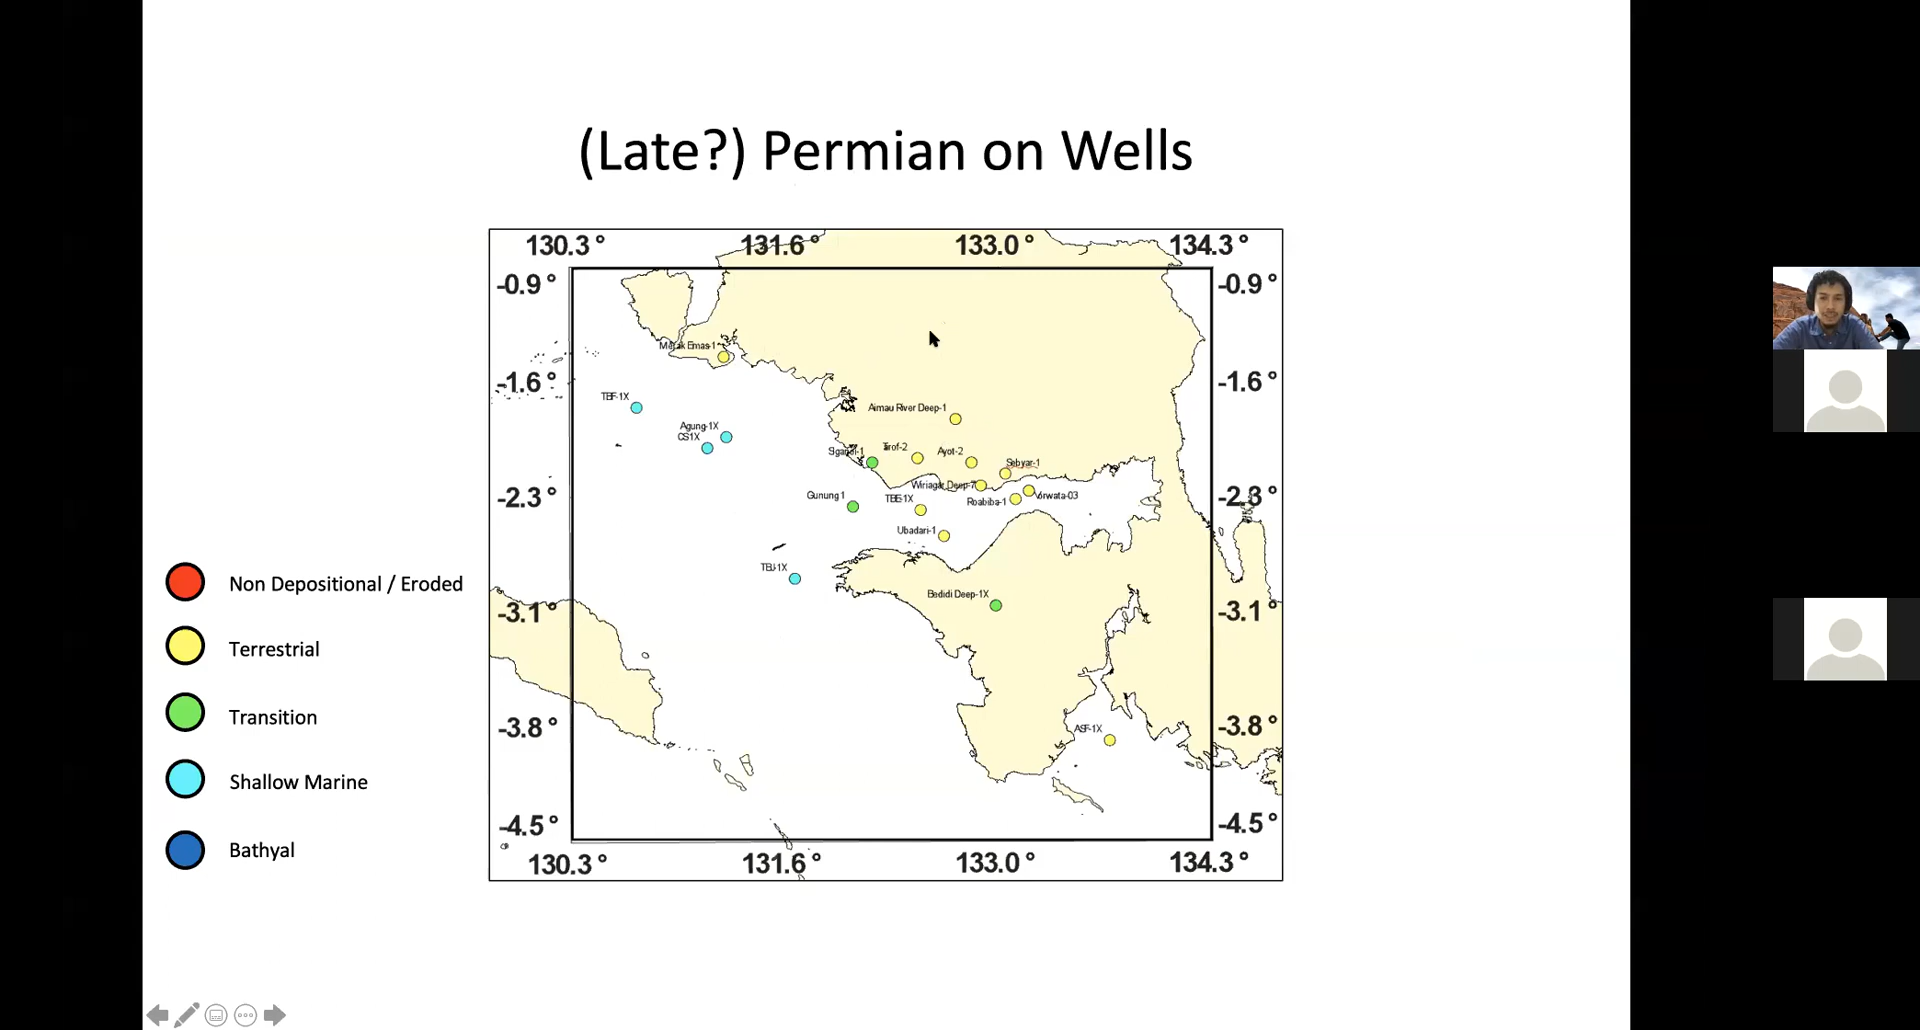 (Late?) Permian on Wells
130.3° 131.6° 133.0° 134.3°
-0.9° -0.9°
Merak Emas-1
-1.6° -1.6°
TBF-1X
Aimau River Deep-1
Agung-1X
CS1X
Tarof-2
Ayot-2
Siganoi-1
Sebyar-1
Wiriagar Deep-7
-2.3° -2.3°
Gunung 1
TBE-1X
Roabiba-1
Vorwata-03
Ubadari-1
TBJ-1X
Bedidi Deep-1X
-3.1° -3.1°
-3.8° -3.8°
ASF-1X
-4.5° -4.5°
130.3° 131.6° 133.0° 134.3°
Non Depositional / Eroded
Terrestrial
Transition
Shallow Marine
Bathyal